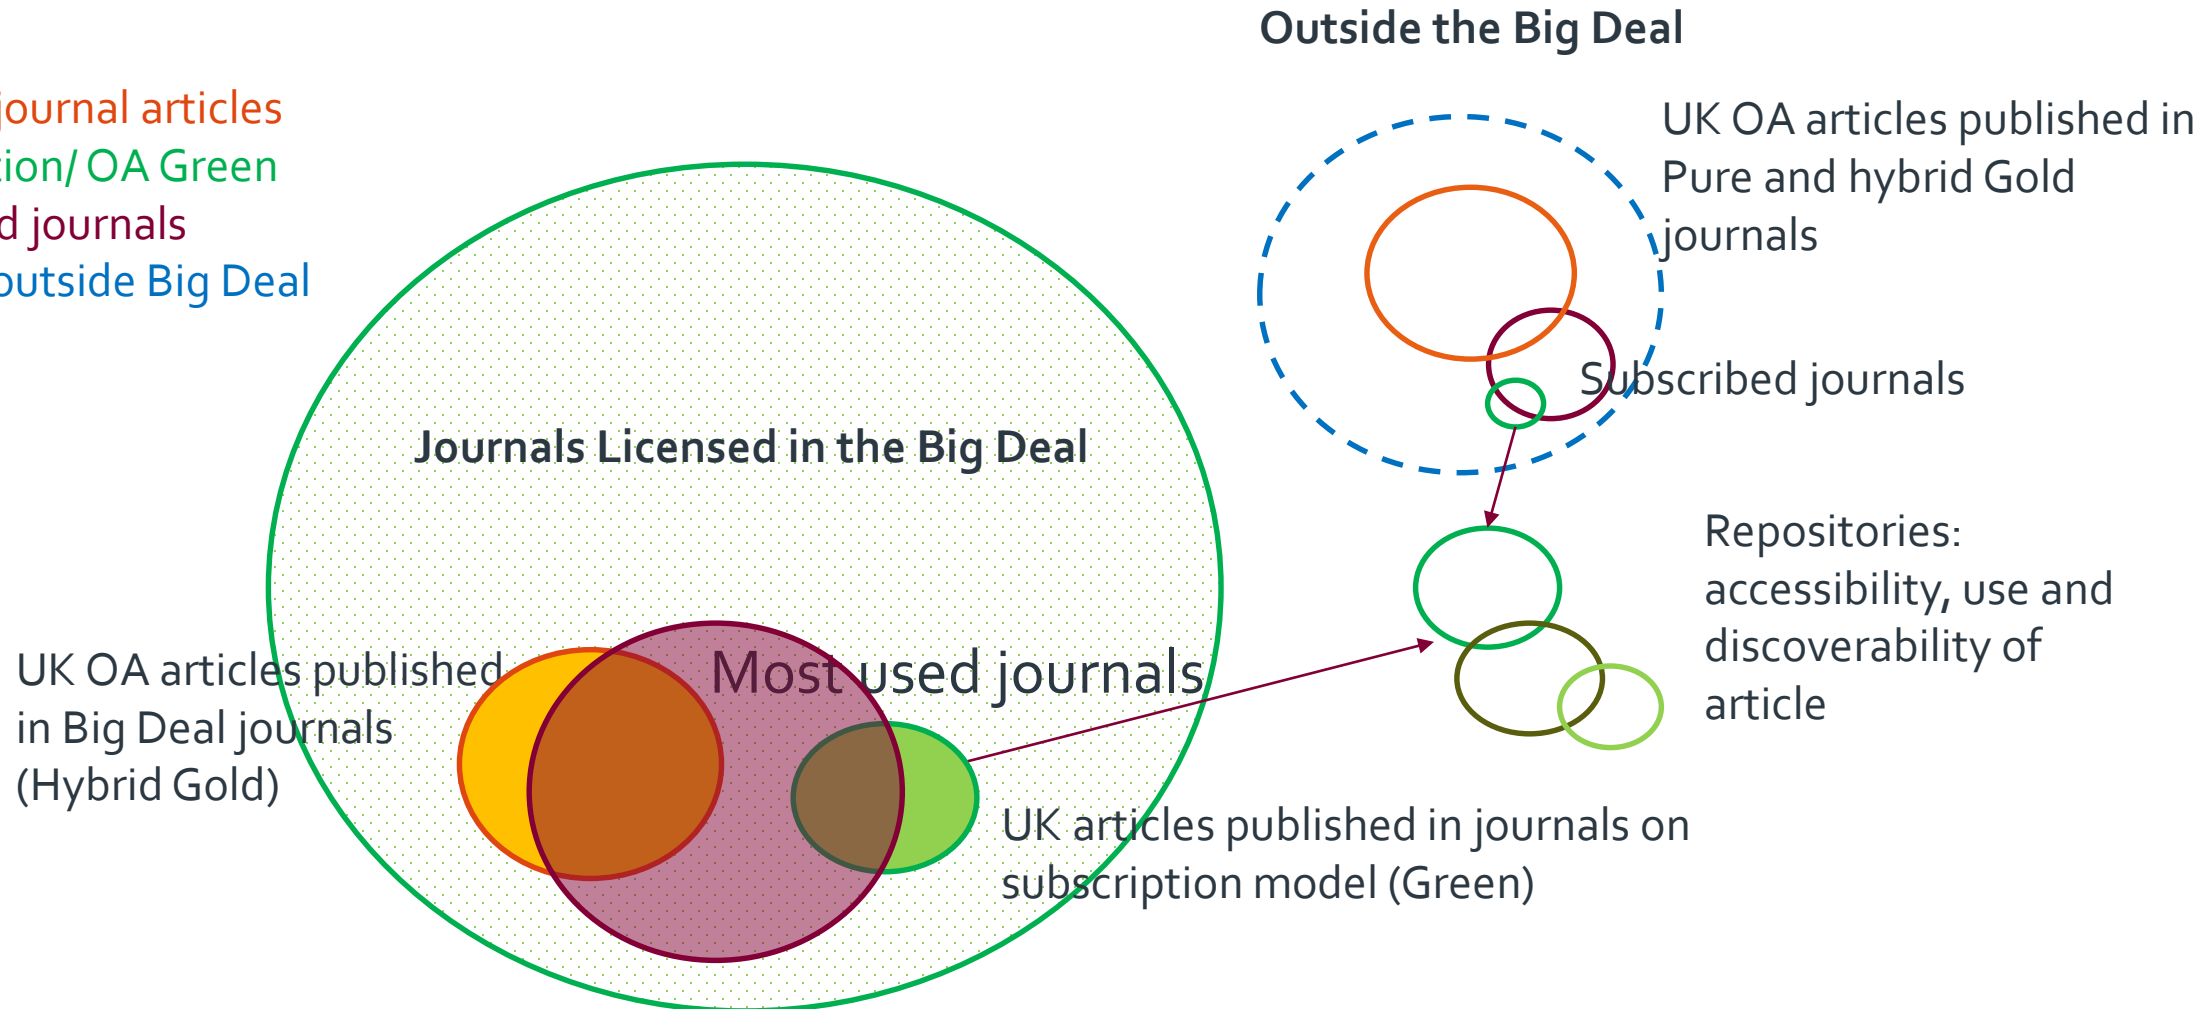 Outside the Big Deal
journal articles
tion/ OA Green
d journals
outside Big Deal
UK OA articles published in
Pure and hybrid Gold
journals
Subscribed journals
Journals Licensed in the Big Deal
Repositories:
accessibility, use and
discoverability of
article
UK OA articles published
in Big Deal journals
(Hybrid Gold)
Most used journals
UK articles published in journals on
subscription model (Green)